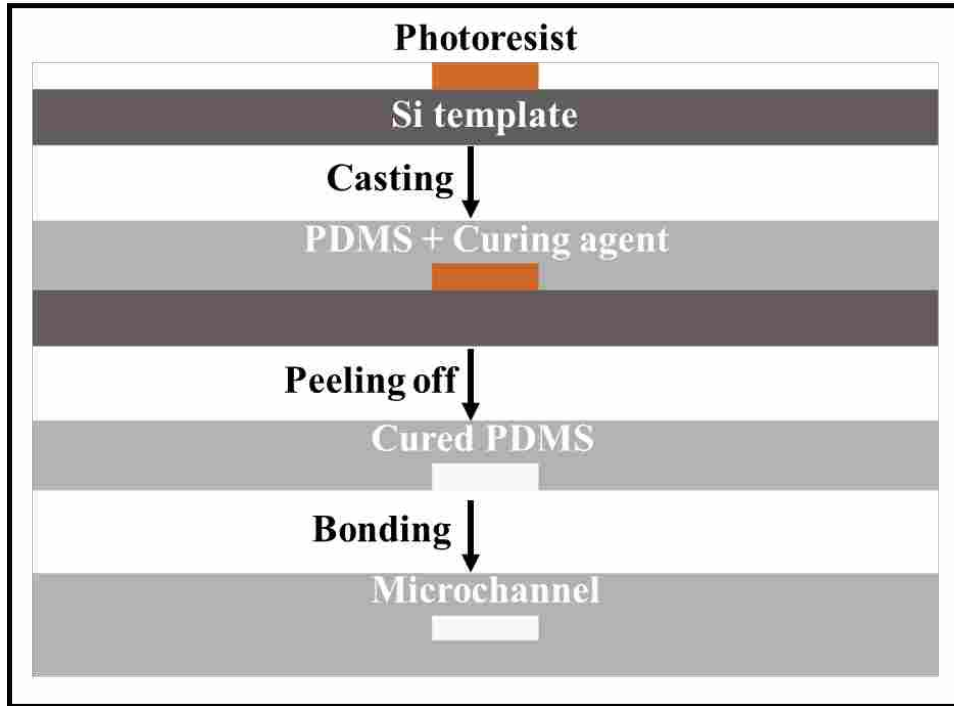 Photoresist
Si template
Casting
PDMS + Curing agent
Peeling off
Cured PDMS
Bonding
Microchannel